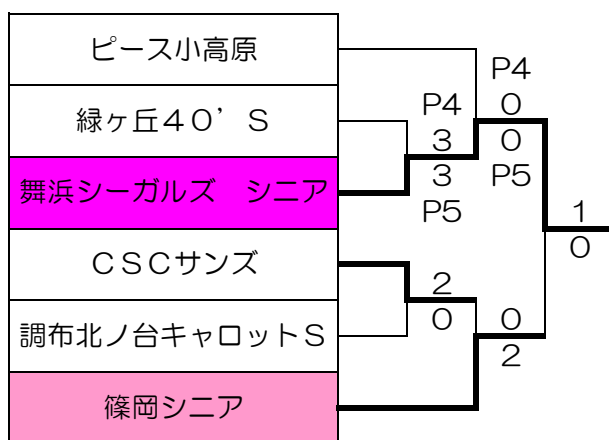 ピース小高原
緑ヶ丘４０’Ｓ
舞浜シーガルズ　シニア
ＣＳＣサンズ
調布北ノ台キャロットＳ
篠岡シニア
P4
3
3
P5
2
0
P4
0
0
P5
0
2
1
0